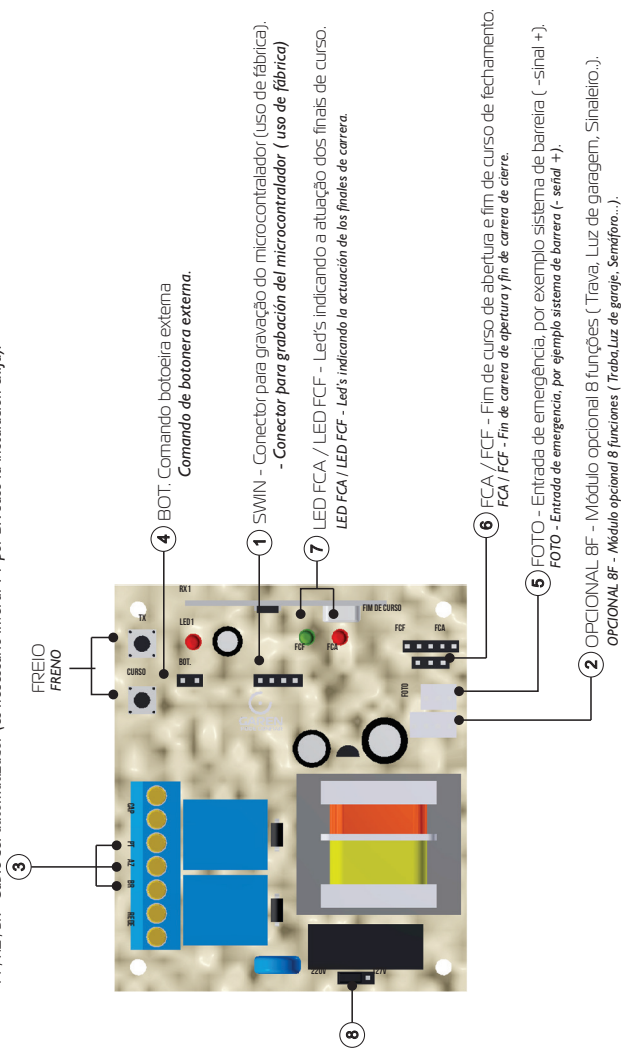 3
FREIO
FRENO
4 BOT. Comando botoeira externa
Comando de botonera externa.
1 SWIN - Conector para gravação do microcontralador (uso de fábrica).
- Conector para grabación del microcontralador ( uso de fábrica)
7 LED FCA / LED FCF - Led's indicando a atuação dos finais de curso.
LED FCA / LED FCF - Led's indicando la actuación de los finales de carrera.
REDE BR AZ PT CAP
CURSO TX
BOT. LED1 RX1
FCF
FCA
FIM DE CURSO
220V
FOTO
FCF FCA
8
6 FCA / FCF - Fim de curso de abertura e fim de curso de fechamento.
FCA / FCF - Fin de carrera de apertura y fin de carrera de cierre.
5 FOTO - Entrada de emergência, por exemplo sistema de barreira ( -sinal +).
FOTO - Entrada de emergencia, por ejemplo sistema de barrera (- señal +).
2 OPCIONAL 8F - Módulo opcional 8 funções ( Trava, Luz de garagem, Sinaleiro..).
OPCIONAL 8F - Módulo opcional 8 funciones ( Traba,Luz de garaje, Semáforo...).